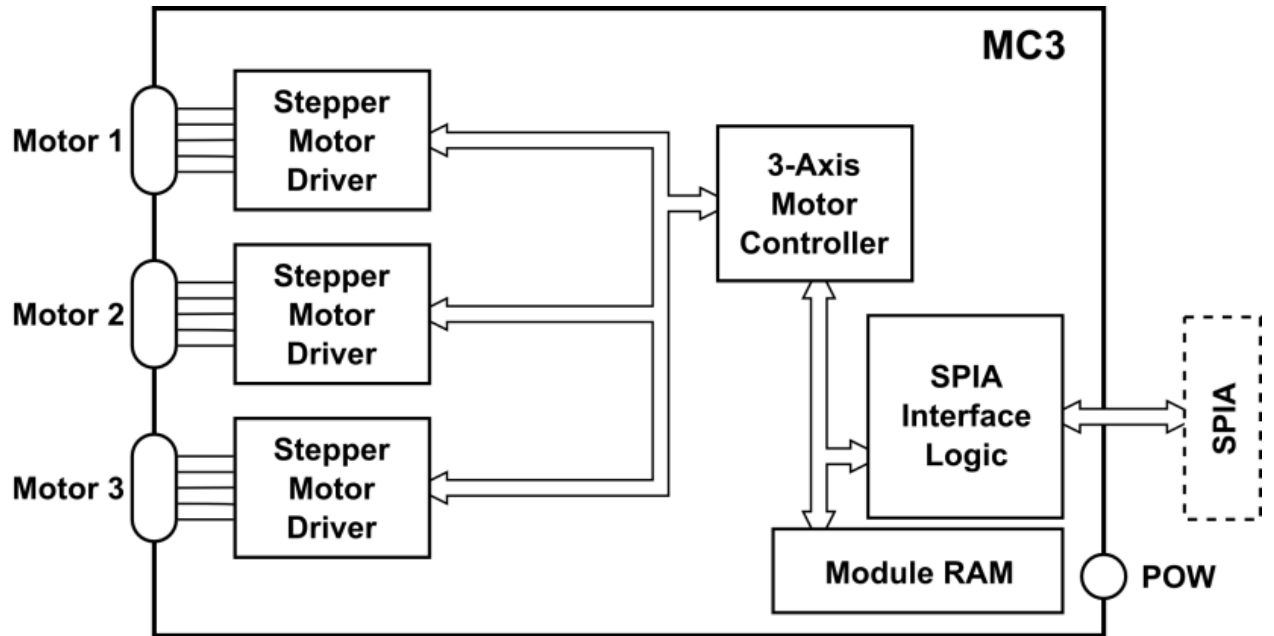 MC3
Motor 1
Stepper
Motor
Driver
3-Axis
Motor
Controller
Motor 2
Stepper
Motor
Driver
SPIA
Interface
Logic
SPIA
Motor 3
Stepper
Motor
Driver
Module RAM
POW